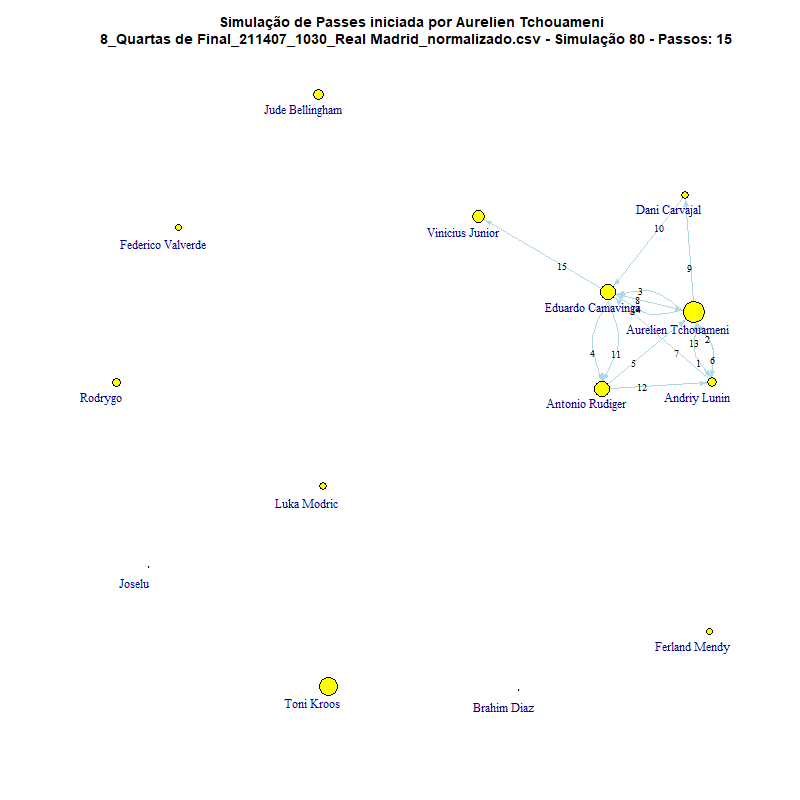 Simulação de Passes iniciada por Aurelien Tchouameni
8_Quartas de Final_211407_1030_Real Madrid_normalizado.csv - Simulação 80 - Passos: 15
Jude Bellingham
Dani Carvajal
Vinicius Junior
10
Federico Valverde
15
9
3
8
Eduardo Camavinga
Aurelien Tchouameni
13
2
4
11
7
6
5
1
Rodrygo
12
Antonio Rudiger
Andriy Lunin
Luka Modric
Joselu
Ferland Mendy
Toni Kroos
Brahim Diaz